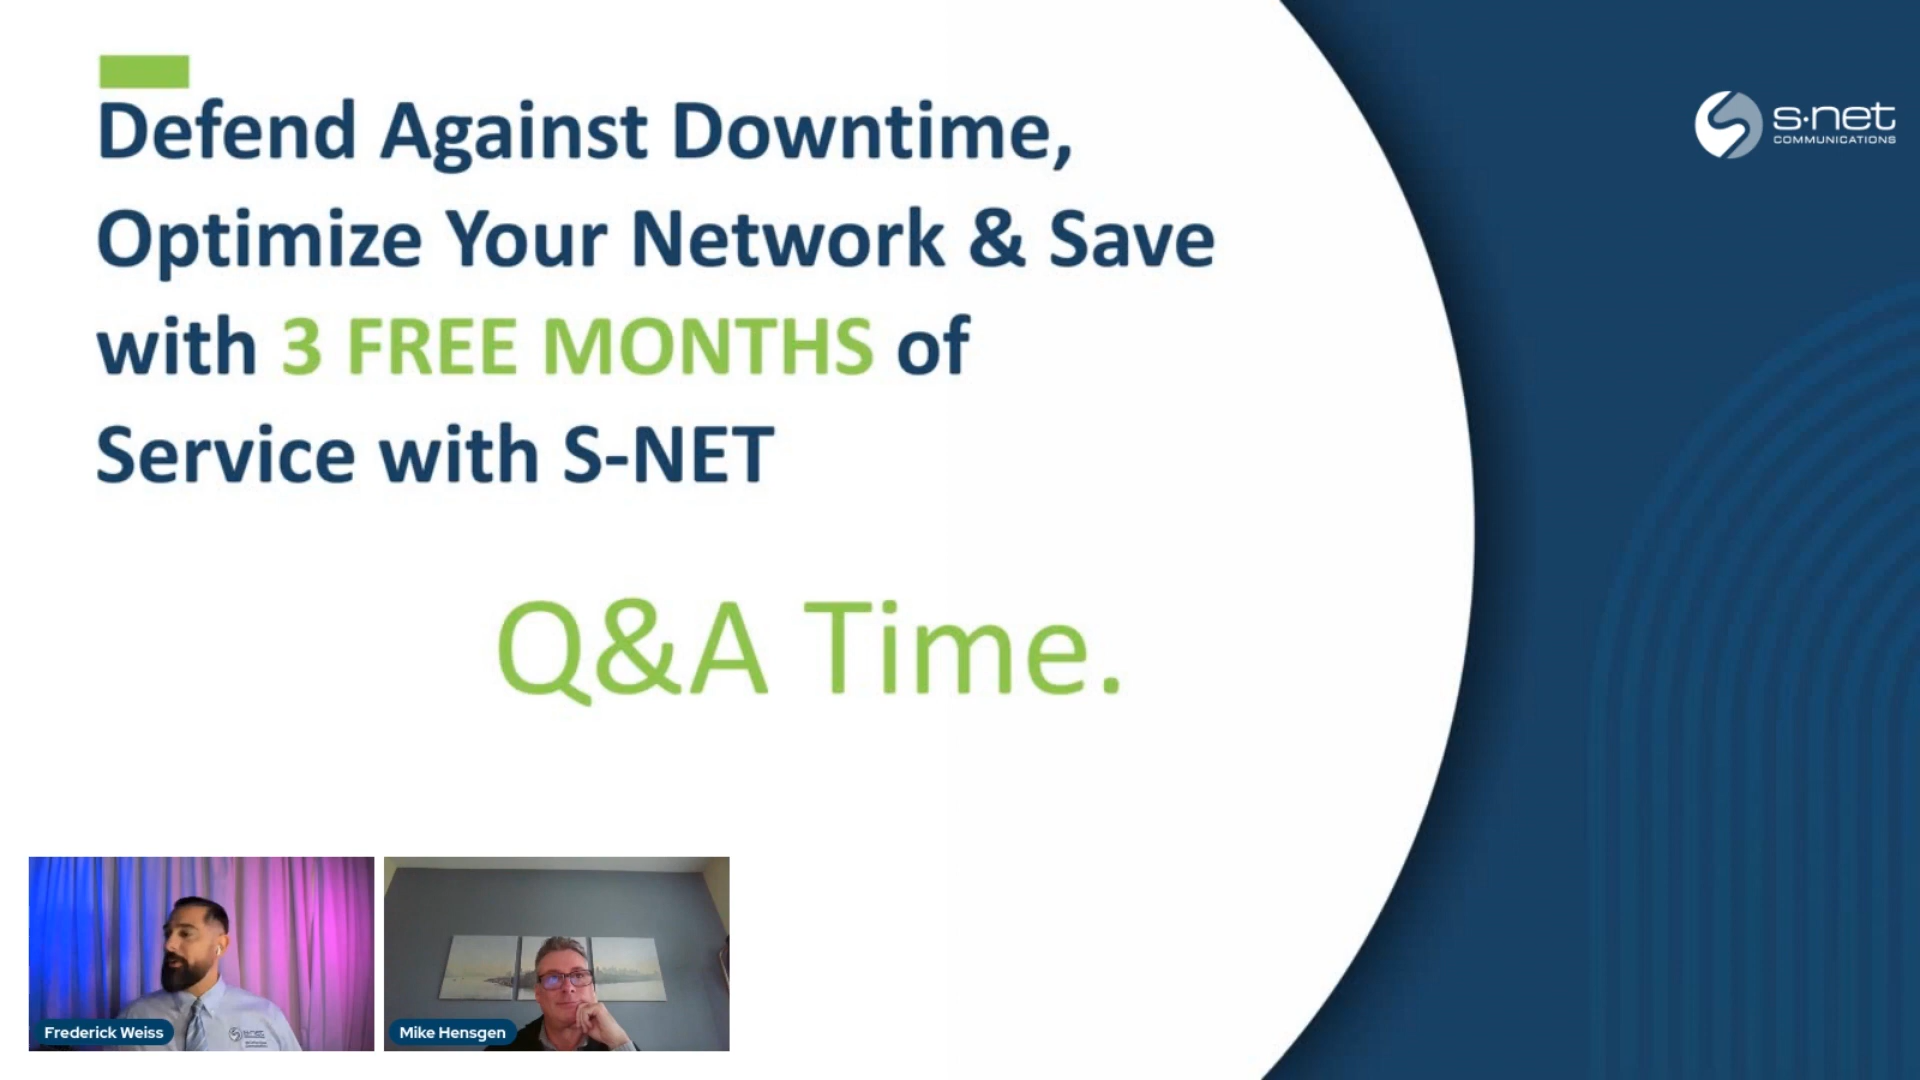 Defend Against Downtime,
Optimize Your Network & Save
with 3 FREE MONTHS of
Service with S-NET
Q&A Time.
s·net
COMMUNICATIONS
Frederick Weiss
Mike Hensgen